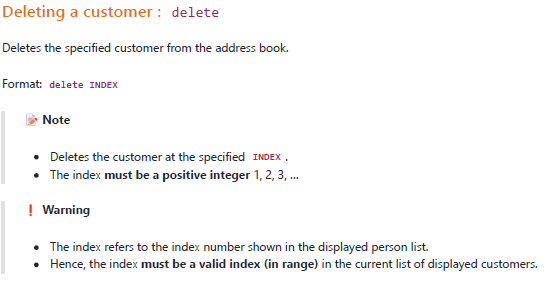 Deleting a customer : delete
Deletes the specified customer from the address book.
Format: delete INDEX
Note
Deletes the customer at the specified INDEX .
The index must be a positive integer 1, 2, 3, ...
Warning
The index refers to the index number shown in the displayed person list.
Hence, the index must be a valid index (in range) in the current list of displayed customers.